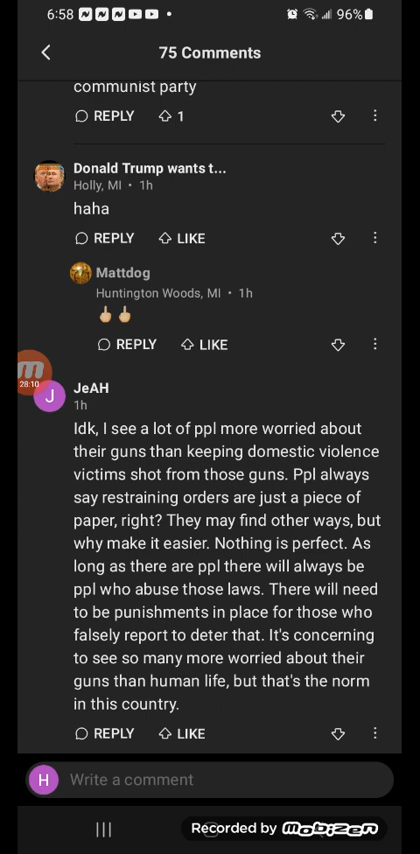 6:58
96%
75 Comments
communist party
REPLY 1
Donald Trump wants t...
Holly, MI • 1h
haha
REPLY LIKE
Mattdog
Huntington Woods, MI • 1h
REPLY LIKE
28:10
J
JeAH
1h
Idk, I see a lot of ppl more worried about
their guns than keeping domestic violence
victims shot from those guns. Ppl always
say restraining orders are just a piece of
paper, right? They may find other ways, but
why make it easier. Nothing is perfect. As
long as there are ppl there will always be
ppl who abuse those laws. There will need
to be punishments in place for those who
falsely report to deter that. It's concerning
to see so many more worried about their
guns than human life, but that's the norm
in this country.
REPLY LIKE
H Write a comment
Recorded by mobizen